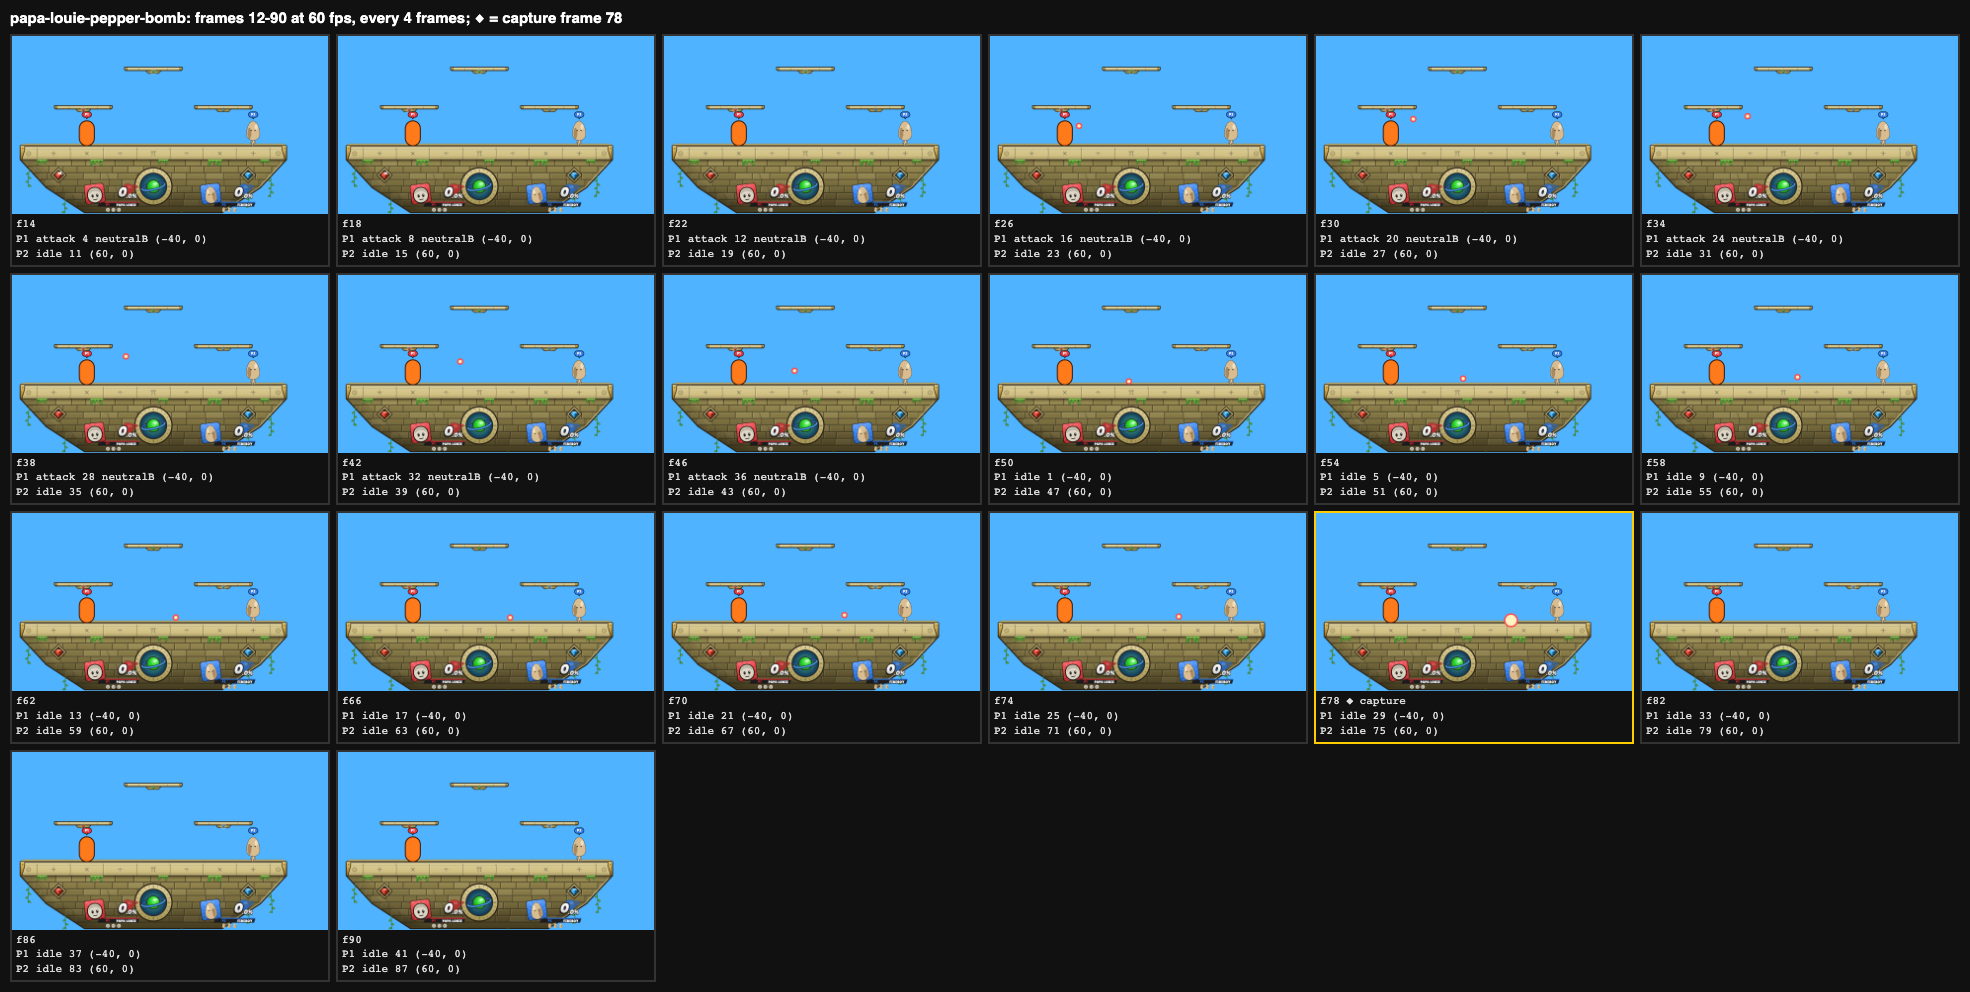 papa-louie-pepper-bomb: frames 12-90 at 60 fps, every 4 frames; ◆ = capture frame 78
f14
P1 attack 4 neutralB (-40, 0)
P2 idle 11 (60, 0)
f18
P1 attack 8 neutralB (-40, 0)
P2 idle 15 (60, 0)
f22
P1 attack 12 neutralB (-40, 0)
P2 idle 19 (60, 0)
f26
P1 attack 16 neutralB (-40, 0)
P2 idle 23 (60, 0)
f30
P1 attack 20 neutralB (-40, 0)
P2 idle 27 (60, 0)
f34
P1 attack 24 neutralB (-40, 0)
P2 idle 31 (60, 0)
f38
P1 attack 28 neutralB (-40, 0)
P2 idle 35 (60, 0)
f42
P1 attack 32 neutralB (-40, 0)
P2 idle 39 (60, 0)
f46
P1 attack 36 neutralB (-40, 0)
P2 idle 43 (60, 0)
f50
P1 idle 1 (-40, 0)
P2 idle 47 (60, 0)
f54
P1 idle 5 (-40, 0)
P2 idle 51 (60, 0)
f58
P1 idle 9 (-40, 0)
P2 idle 55 (60, 0)
f62
P1 idle 13 (-40, 0)
P2 idle 59 (60, 0)
f66
P1 idle 17 (-40, 0)
P2 idle 63 (60, 0)
f70
P1 idle 21 (-40, 0)
P2 idle 67 (60, 0)
f74
P1 idle 25 (-40, 0)
P2 idle 71 (60, 0)
f78 ◆ capture
P1 idle 29 (-40, 0)
P2 idle 75 (60, 0)
f82
P1 idle 33 (-40, 0)
P2 idle 79 (60, 0)
f86
P1 idle 37 (-40, 0)
P2 idle 83 (60, 0)
f90
P1 idle 41 (-40, 0)
P2 idle 87 (60, 0)